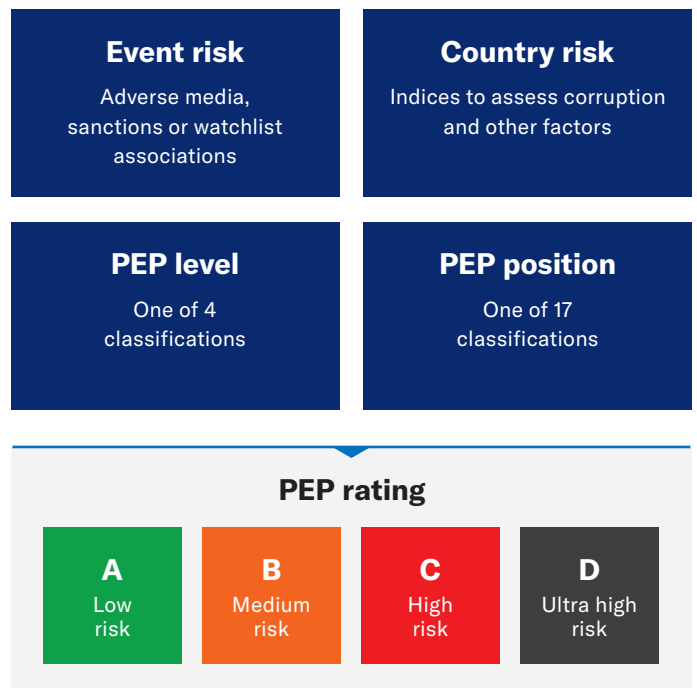 Event risk
Adverse media,
sanctions or watchlist
associations
Country risk
Indices to assess corruption
and other factors
PEP level
One of 4
classifications
PEP position
One of 17
classifications
PEP rating
A
Low
risk
B
Medium
risk
C
High
risk
D
Ultra high
risk